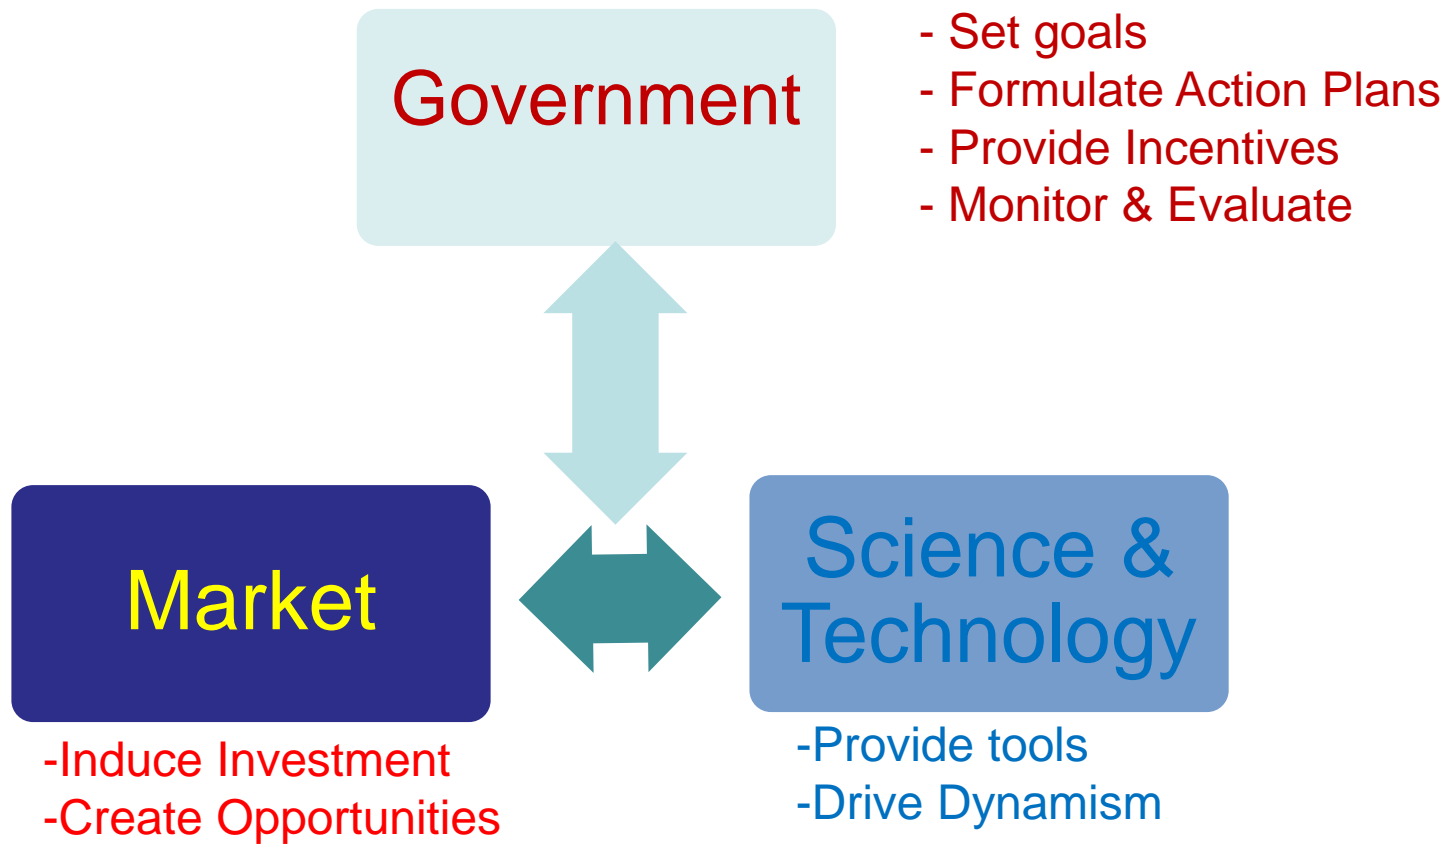 Government
- Set goals
- Formulate Action Plans
- Provide Incentives
- Monitor & Evaluate
Market
Science &
Technology
-Induce Investment
-Create Opportunities
-Provide tools
-Drive Dynamism